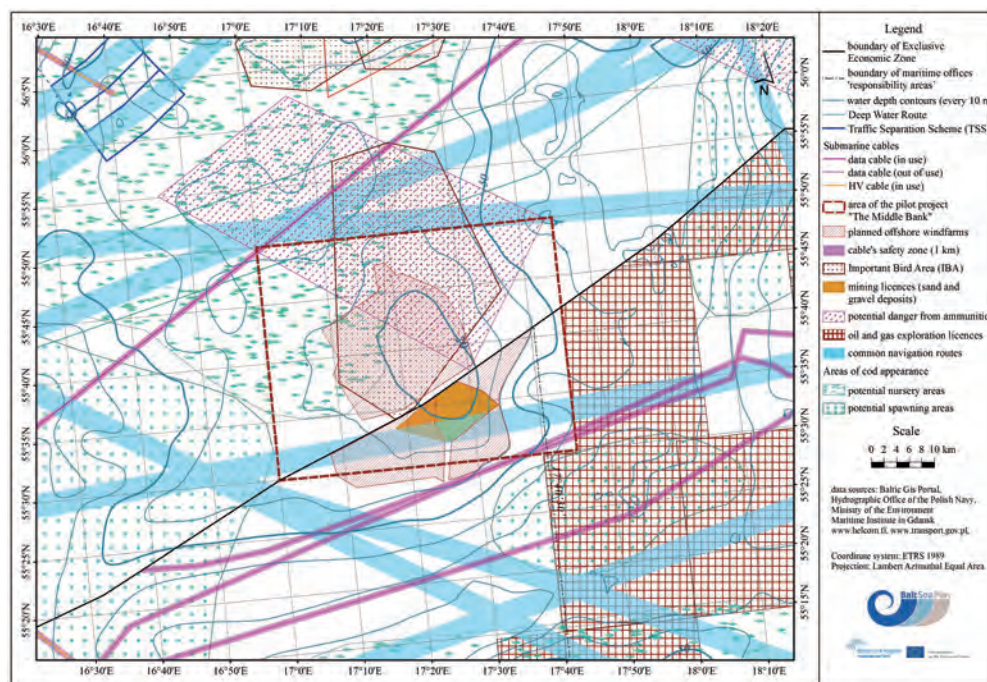 16°30'E 16°40'E 16°50'E 17°0'E 17°10'E 17°20'E 17°30'E 17°40'E 17°50'E 18°0'E 18°10'E 18°20'E
56°5'N
56°0'N
55°55'N
55°50'N
55°45'N
55°40'N
55°35'N
55°30'N
55°25'N
55°20'N
56°0'N
55°55'N
55°50'N
55°45'N
55°40'N
55°35'N
55°30'N
55°25'N
55°20'N
55°15'N
N
16°30'E 16°40'E 16°50'E 17°0'E 17°10'E 17°20'E 17°30'E 17°40'E 17°50'E 18°0'E 18°10'E
Legend
boundary of Exclusive
Economic Zone
boundary of maritime offices
'responsibility areas'
water depth contours (every 10 m
Deep Water Route
Traffic Separation Scheme (TSS
Submarine cables
data cable (in use)
data cable (out of use)
HV cable (in use)
area of the pilot project
"The Middle Bank"
planned offshore windfarms
cable's safety zone (1 km)
Important Bird Area (IBA)
mining licences (sand and
gravel deposits)
potential danger from ammunitio
oil and gas exploration licences
common navigation routes
Areas of cod appearance
potential nursery areas
potential spawning areas
Scale
0 2 4 6 8 10 km
data sources: Baltic Gis Portal,
Hydrographic Office of the Polish Navy,
Ministry of the Environment
Maritime Institute in Gdansk
www.helcom.fi, www.transport.gov.pl,
Coordinate system: ETRS 1989
Projection: Lambert Azmuthal Equal Area
BaltSeaPlan